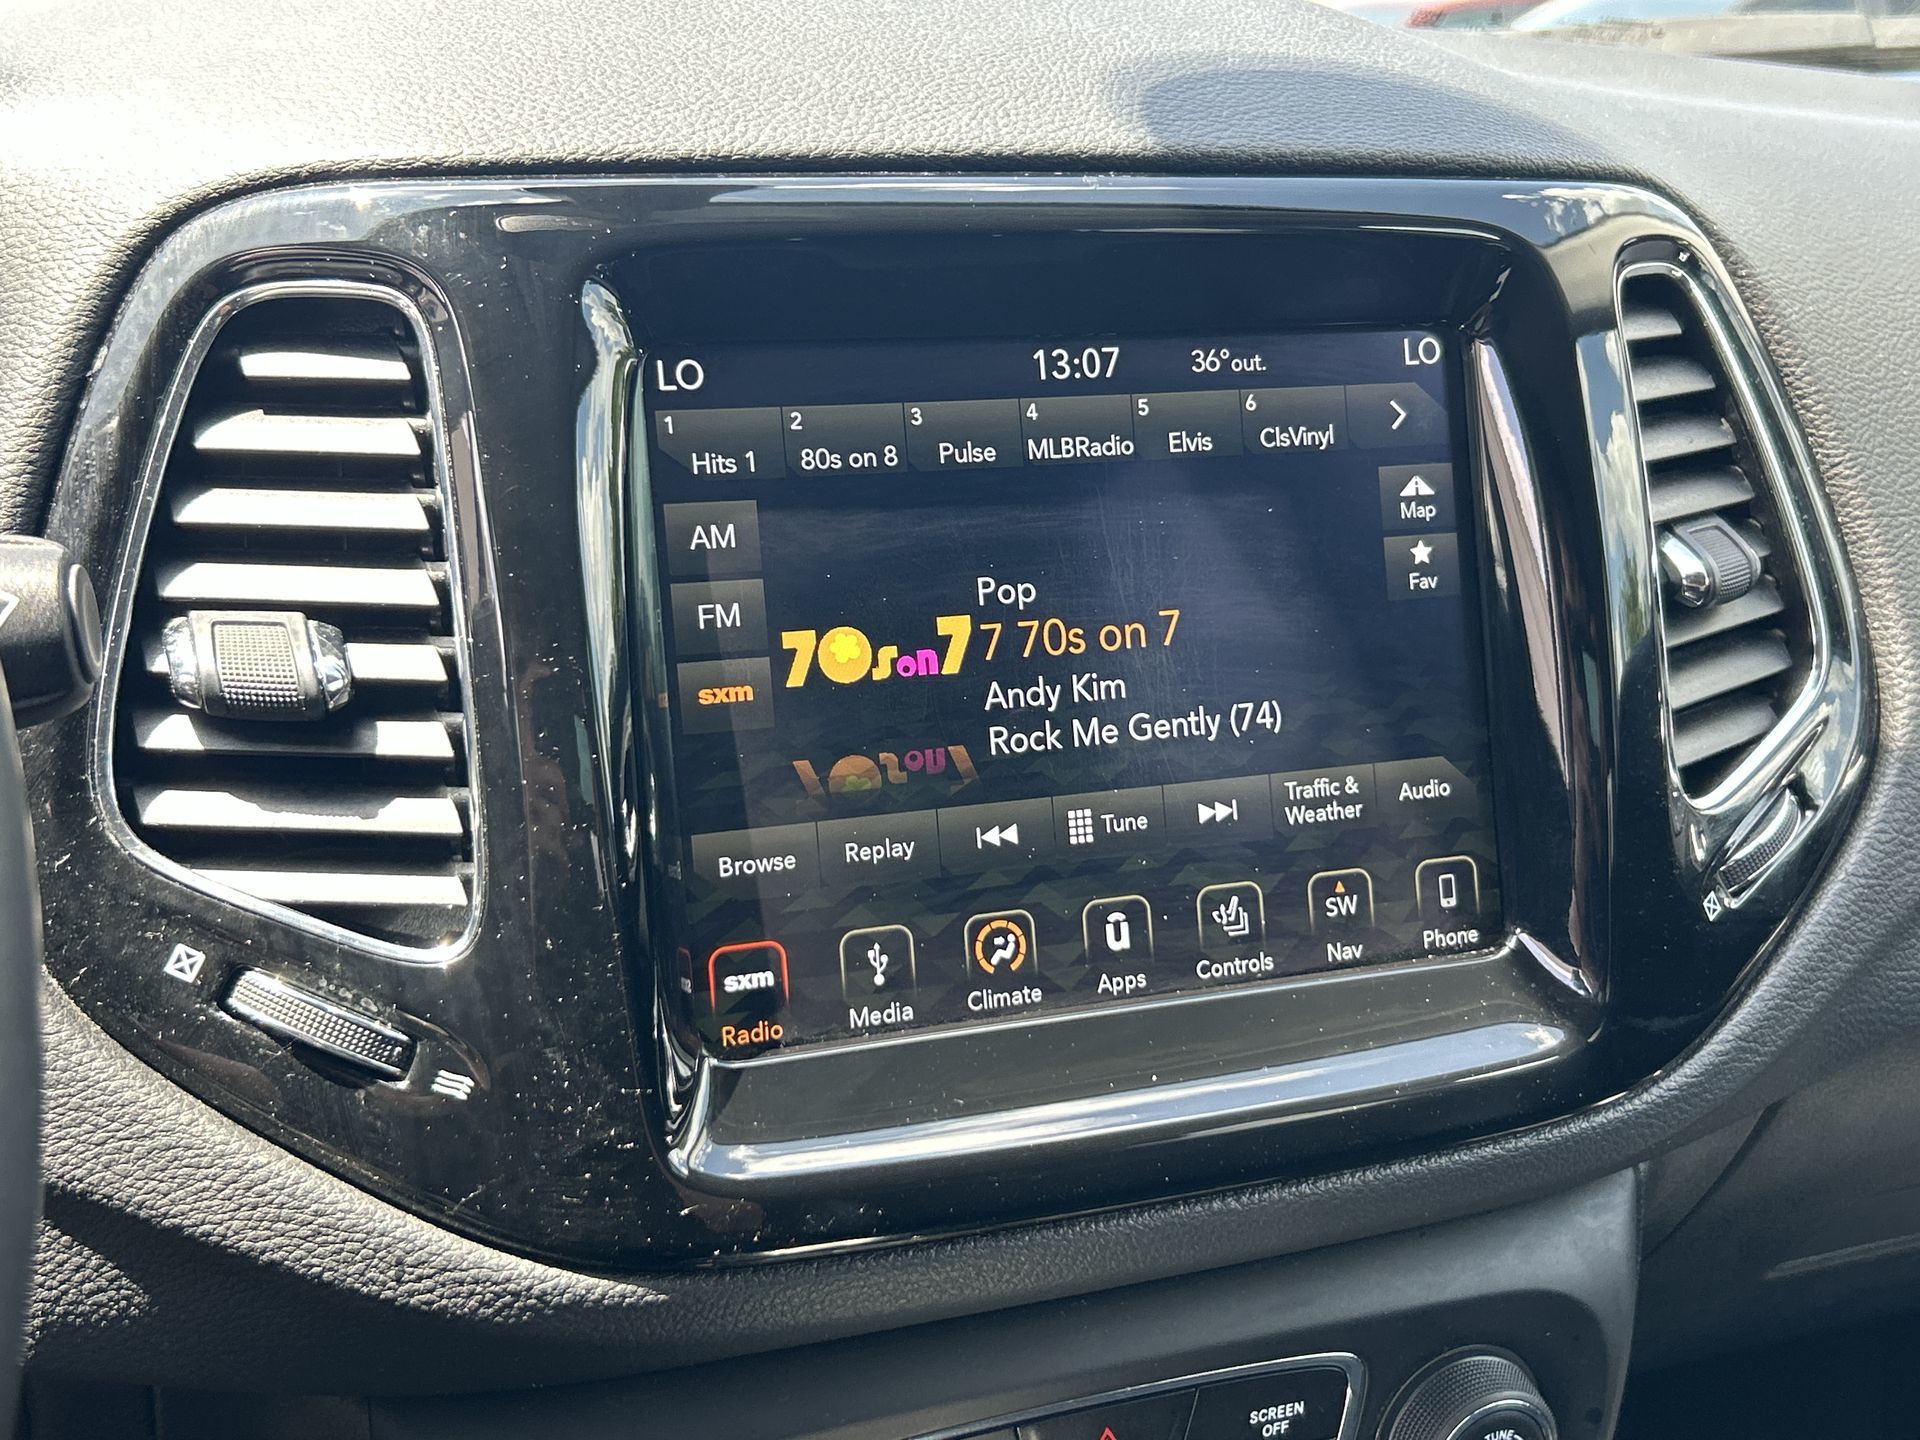 LO 13:07 36° out. LO
1 Hits 1
2 80s on 8
3 Pulse
4 MLBRadio
5 Elvis
6 ClsVinyl
AM
FM
sxm
Map
Fav
70s on 7
Pop
7 70s on 7
Andy Kim
Rock Me Gently (74)
Browse
Replay
Tune
Traffic &
Weather
Audio
sxm
Radio
Media
Climate
Apps
Controls
SW
Nav
Phone
SCREEN
OFF
TUNE